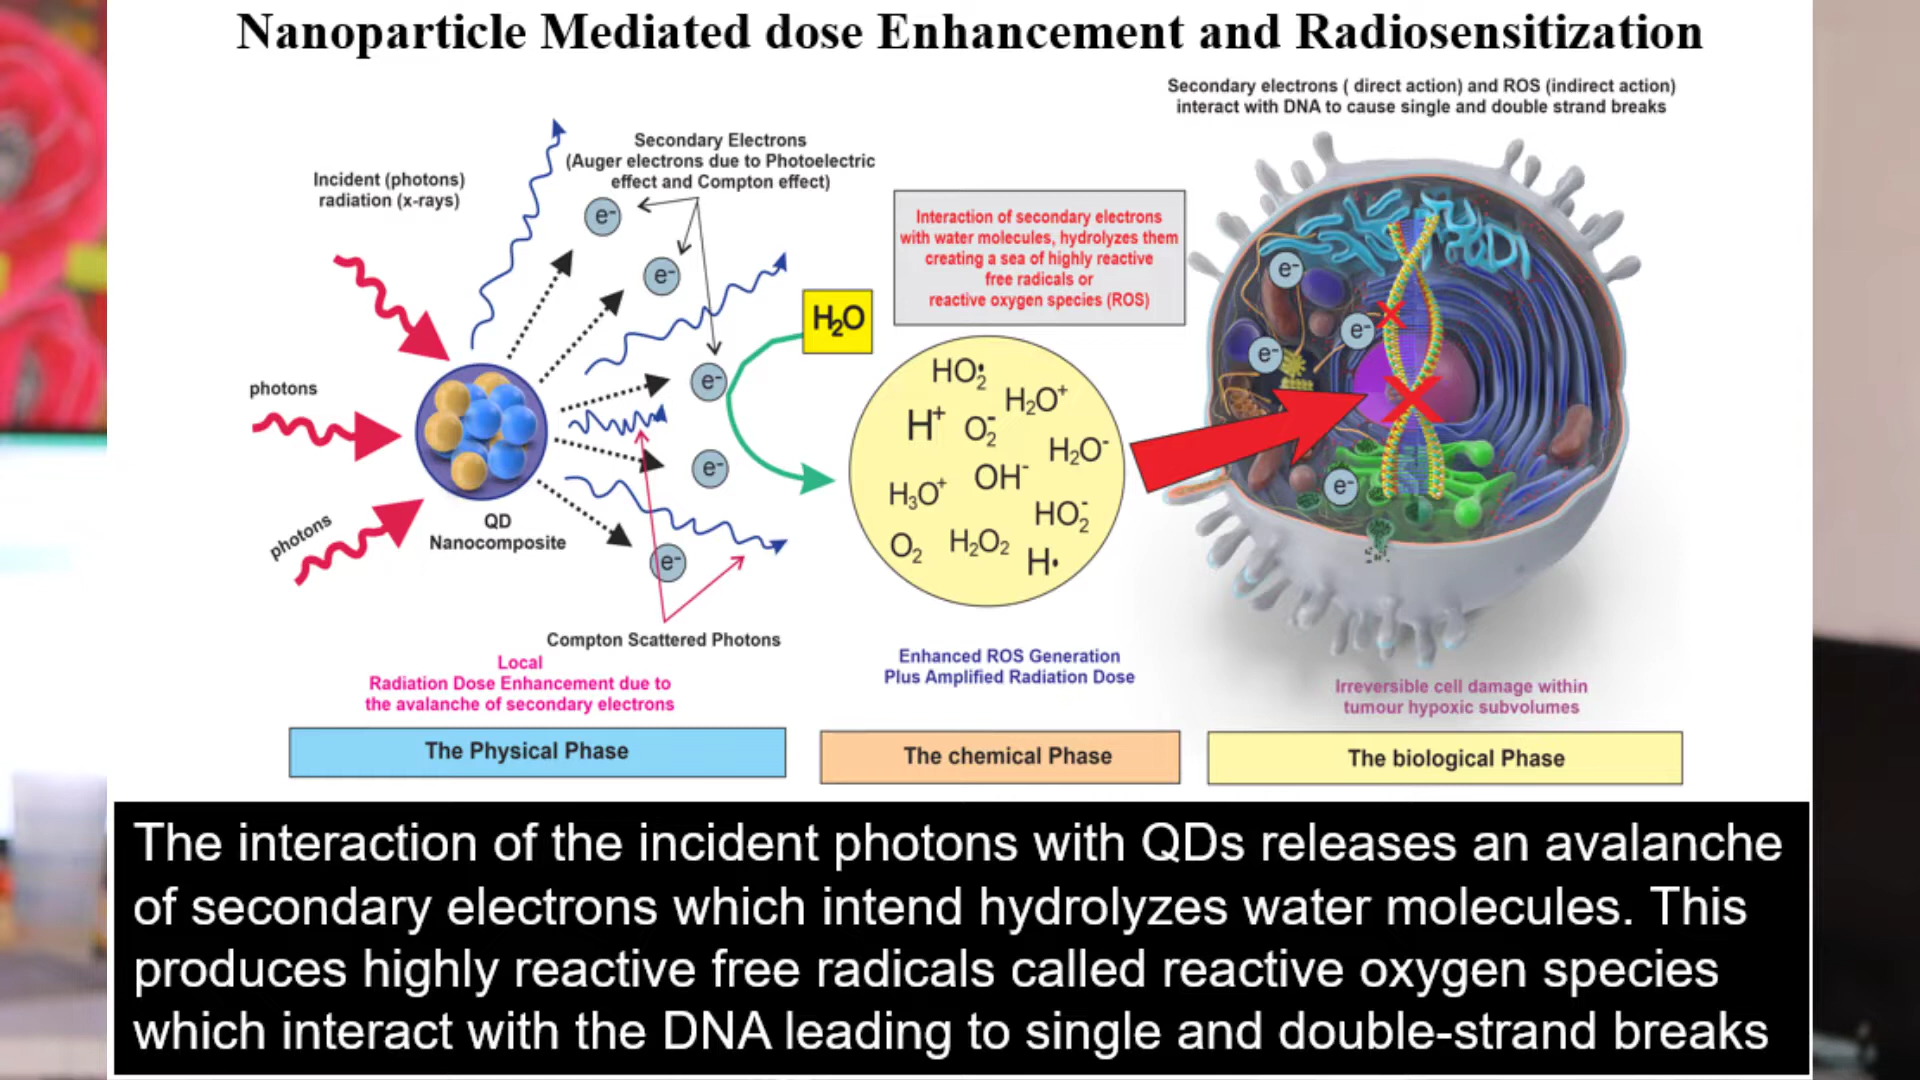 Nanoparticle Mediated dose Enhancement and Radiosensitization
Secondary electrons ( direct action) and ROS (indirect action)
interact with DNA to cause single and double strand breaks
Secondary Electrons
(Auger electrons due to Photoelectric
effect and Compton effect)
Incident (photons)
radiation (x-rays)
photons
photons
QD
Nanocomposite
e-
e-
e-
e-
e-
H₂O
Interaction of secondary electrons
with water molecules, hydrolyzes them
creating a sea of highly reactive
free radicals or
reactive oxygen species (ROS)
HO₂•
H₂O⁺
H⁺
O₂⁻
H₂O⁻
OH⁻
H₃O⁺
HO₂⁻
O₂
H₂O₂
H•
e-
e-
e-
e-
Compton Scattered Photons
Local
Radiation Dose Enhancement due to
the avalanche of secondary electrons
Enhanced ROS Generation
Plus Amplified Radiation Dose
Irreversible cell damage within
tumour hypoxic subvolumes
The Physical Phase
The chemical Phase
The biological Phase
The interaction of the incident photons with QDs releases an avalanche
of secondary electrons which intend hydrolyzes water molecules. This
produces highly reactive free radicals called reactive oxygen species
which interact with the DNA leading to single and double-strand breaks